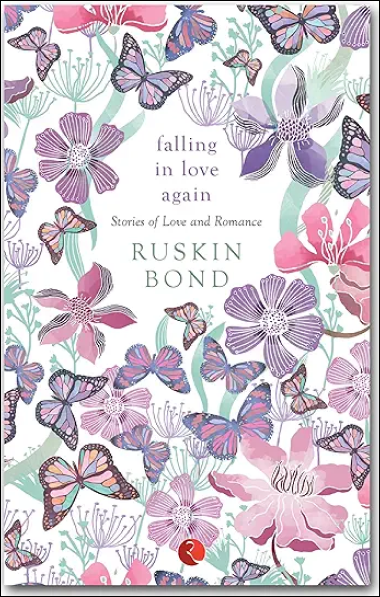 falling
in love
again
Stories of Love and Romance
RUSKIN
BOND